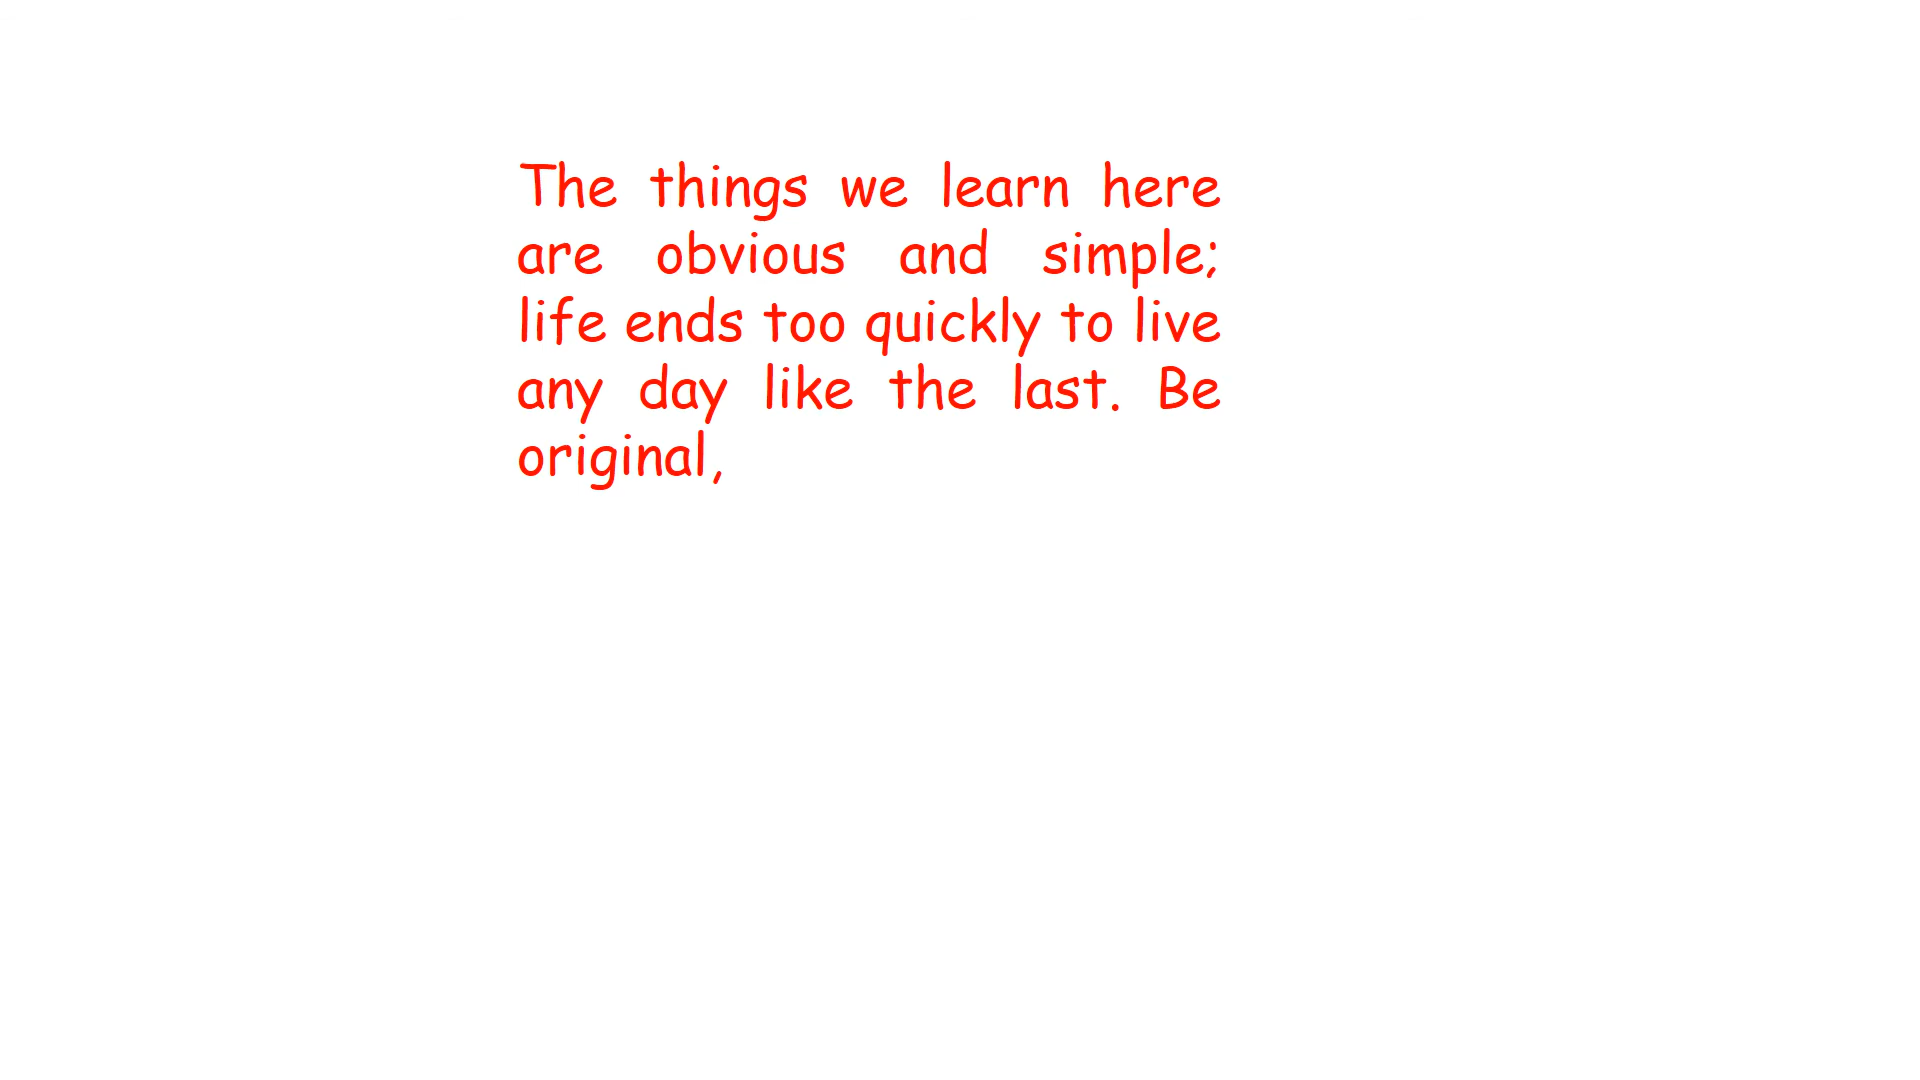 The things we learn here
are obvious and simple;
life ends too quickly to live
any day like the last. Be
original,